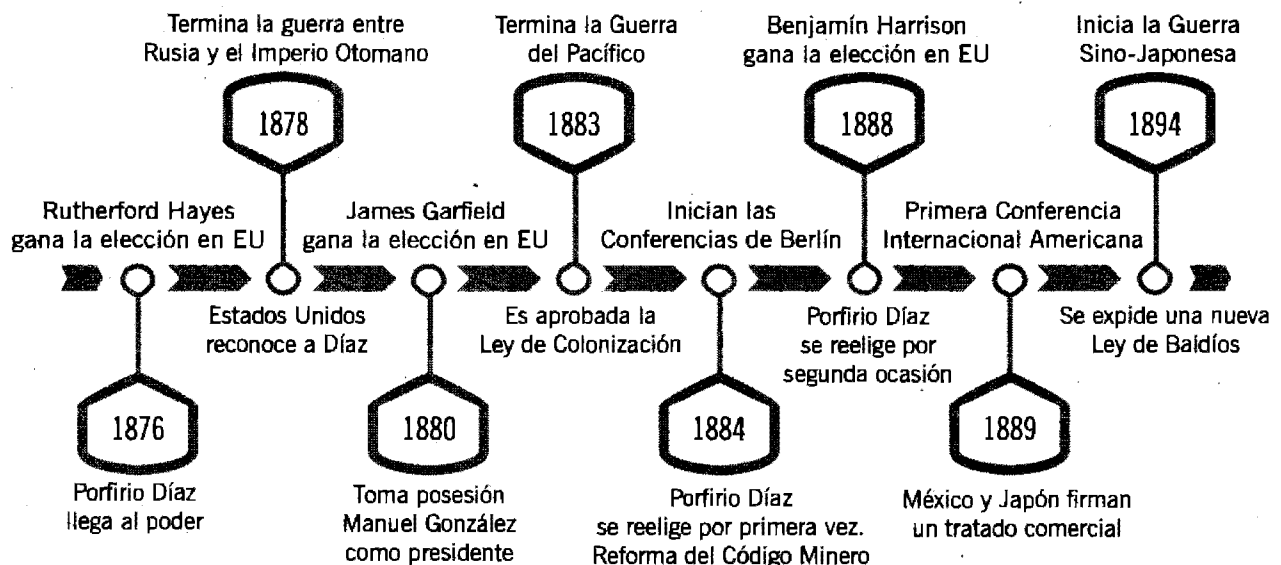 Termina la guerra entre
Rusia y el Imperio Otomano
1878
Termina la Guerra
del Pacífico
1883
Benjamín Harrison
gana la elección en EU
1888
Inicia la Guerra
Sino-Japonesa
1894
Rutherford Hayes
gana la elección en EU
James Garfield
gana la elección en EU
Inician las
Conferencias de Berlín
Primera Conferencia
Internacional Americana
Estados Unidos
reconoce a Díaz
Es aprobada la
Ley de Colonización
Porfirio Díaz
se reelige por
segunda ocasión
Se expide una nueva
Ley de Baldíos
1876
Porfirio Díaz
llega al poder
1880
Toma posesión
Manuel González
como presidente
1884
Porfirio Díaz
se reelige por primera vez.
Reforma del Código Minero
1889
México y Japón firman
un tratado comercial